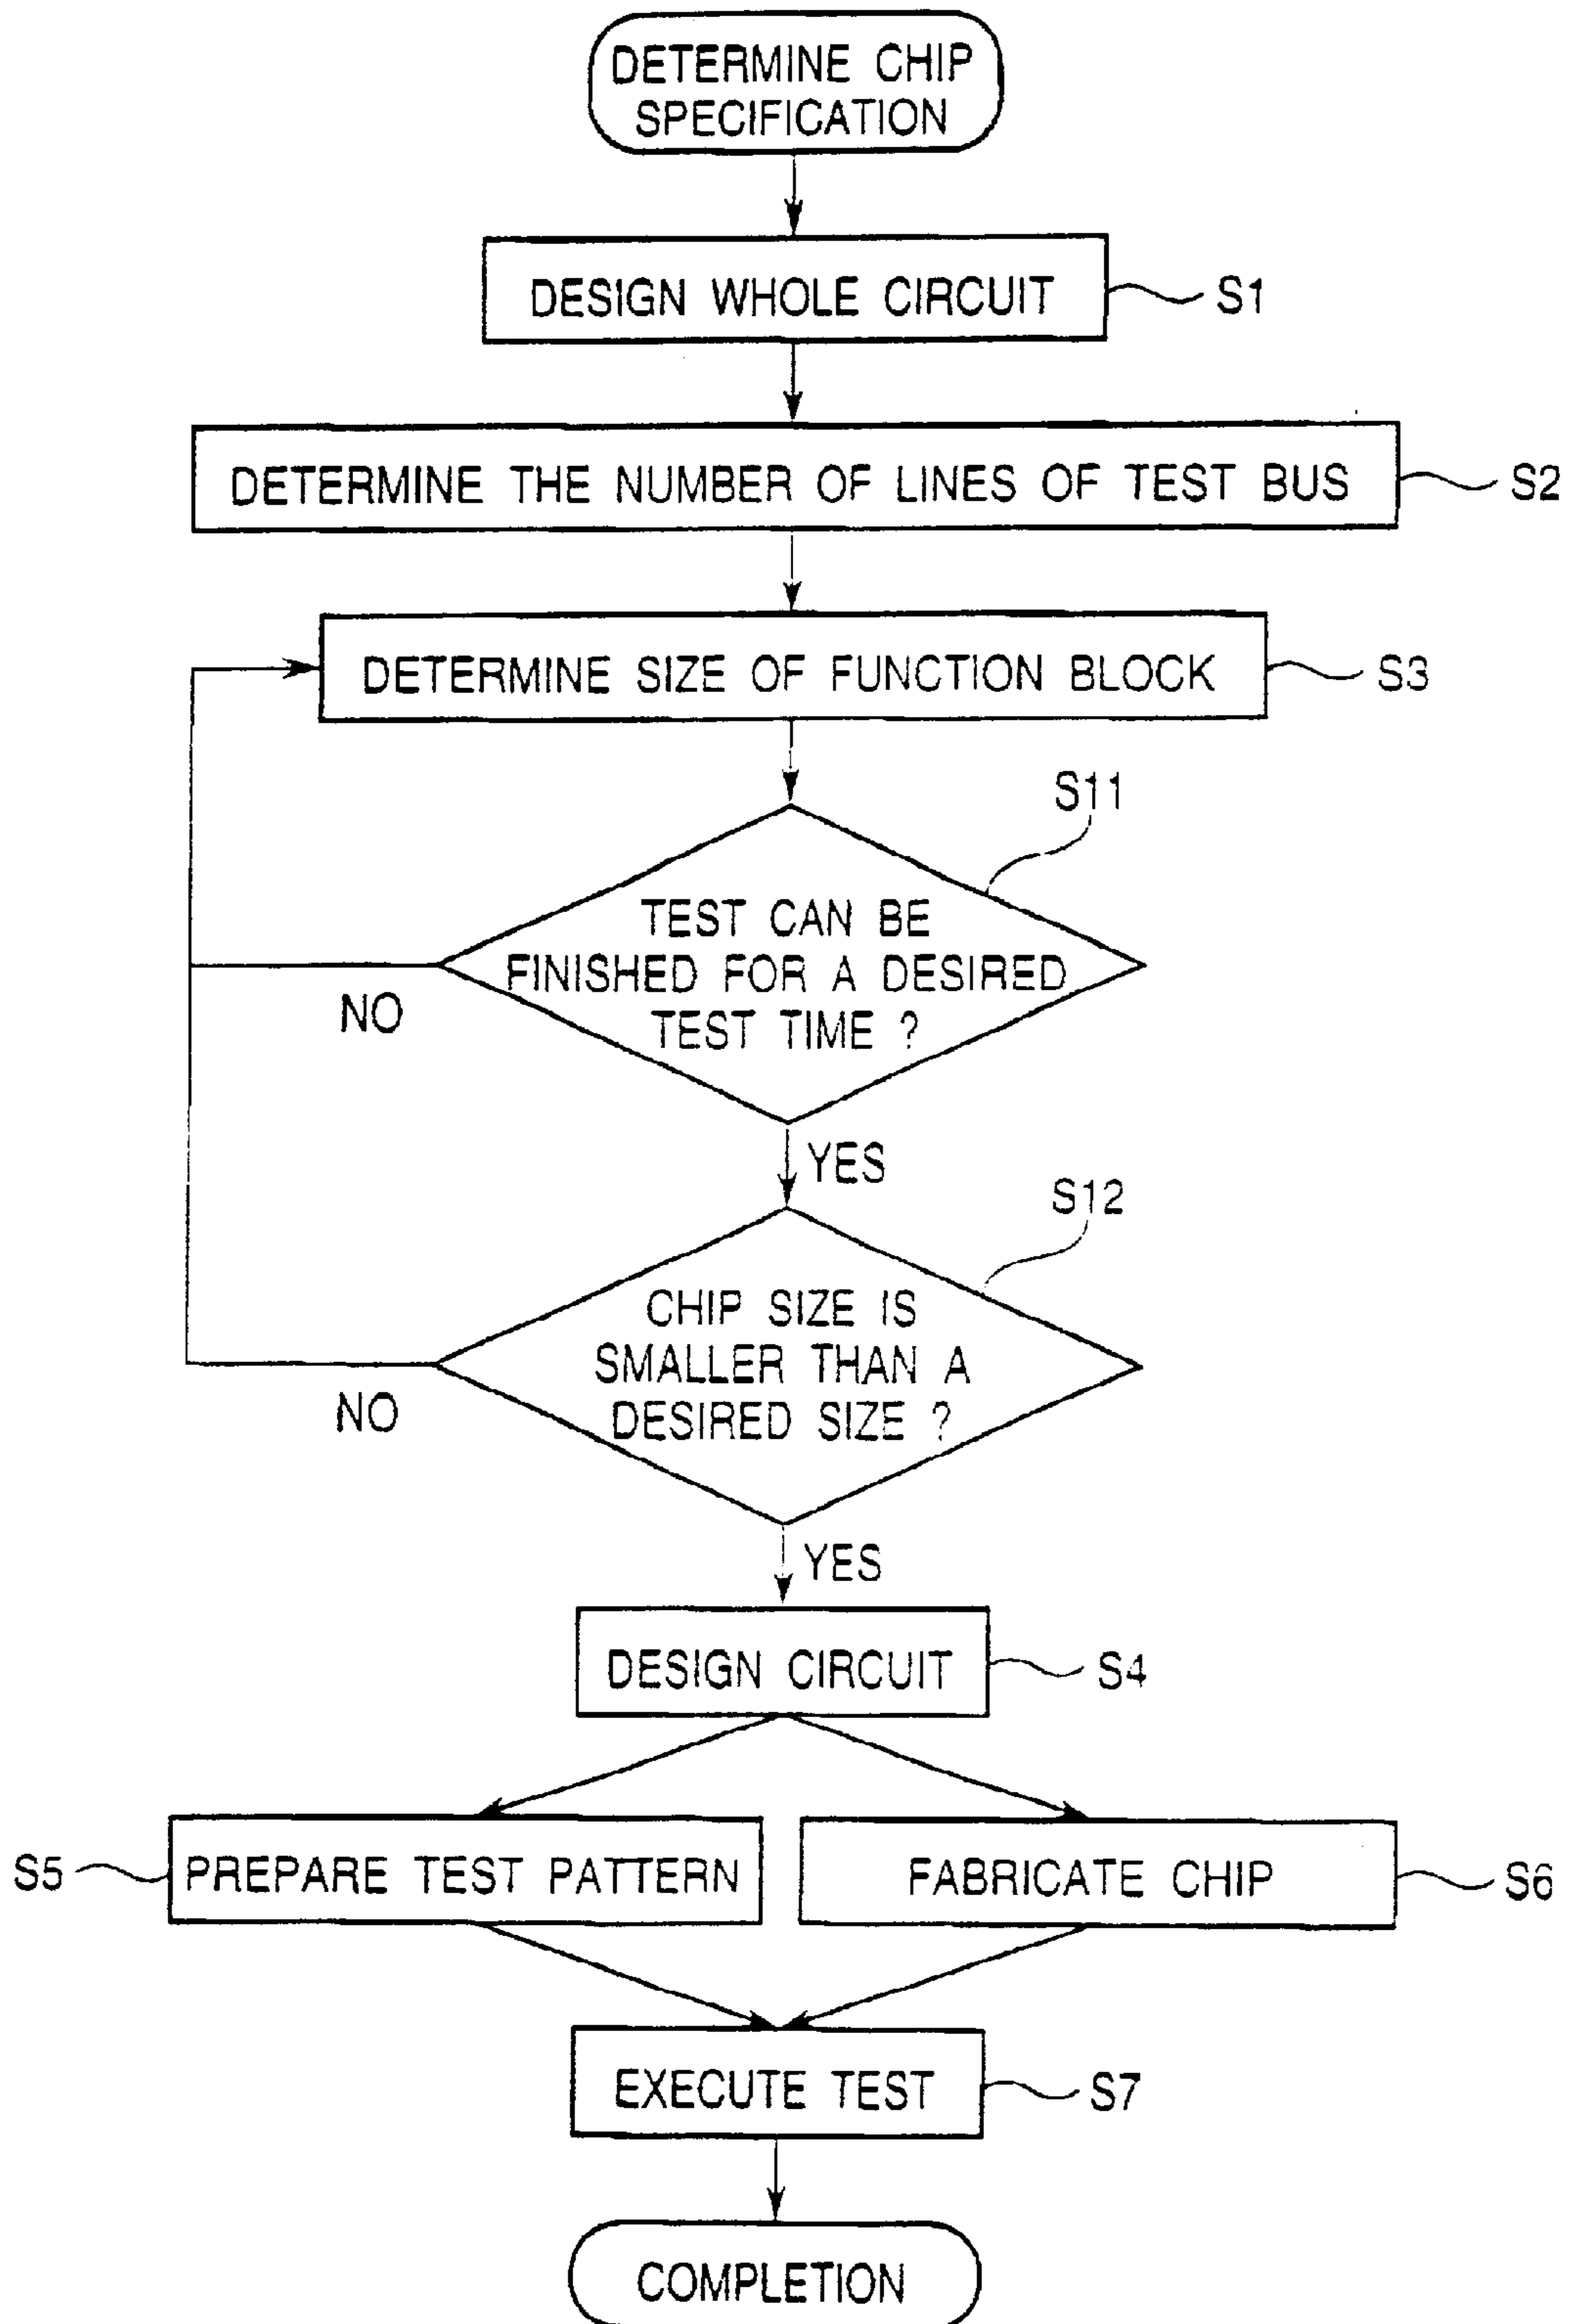 DETERMINE CHIP
SPECIFICATION
DESIGN WHOLE CIRCUIT
S1
DETERMINE THE NUMBER OF LINES OF TEST BUS
S2
DETERMINE SIZE OF FUNCTION BLOCK
S3
S11
TEST CAN BE
FINISHED FOR A DESIRED
TEST TIME ?
NO
YES
S12
CHIP SIZE IS
SMALLER THAN A
DESIRED SIZE ?
NO
YES
DESIGN CIRCUIT
S4
S5
PREPARE TEST PATTERN
FABRICATE CHIP
S6
EXECUTE TEST
S7
COMPLETION